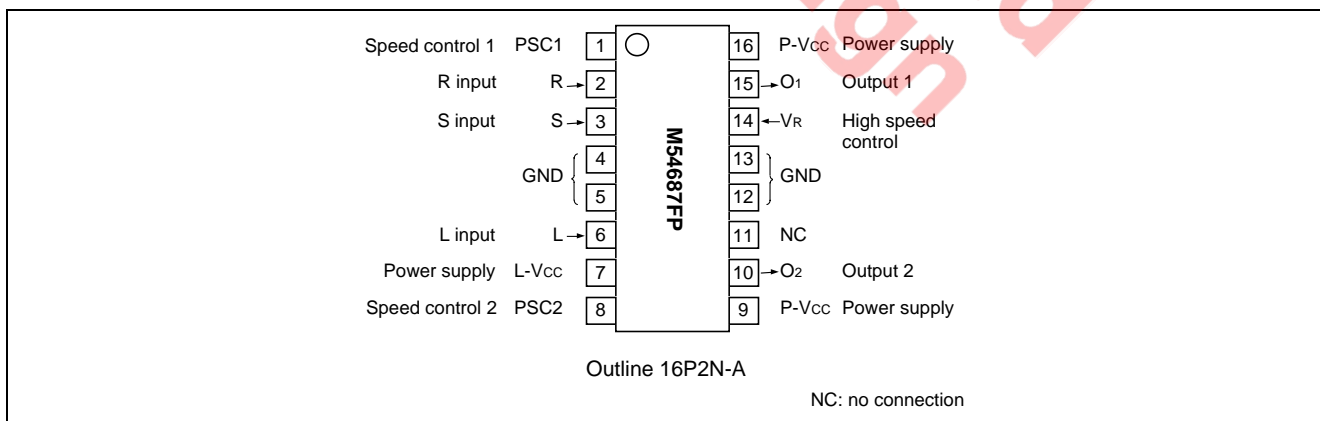 Speed control 1 PSC1 1 16 P-Vcc Power supply
R input R 2 15 O1 Output 1
S input S 3 14 VR High speed control
GND 4 13 GND
5 12
M54687FP
L input L 6 11 NC
Power supply L-Vcc 7 10 O2 Output 2
Speed control 2 PSC2 8 9 P-Vcc Power supply
Outline 16P2N-A
NC: no connection